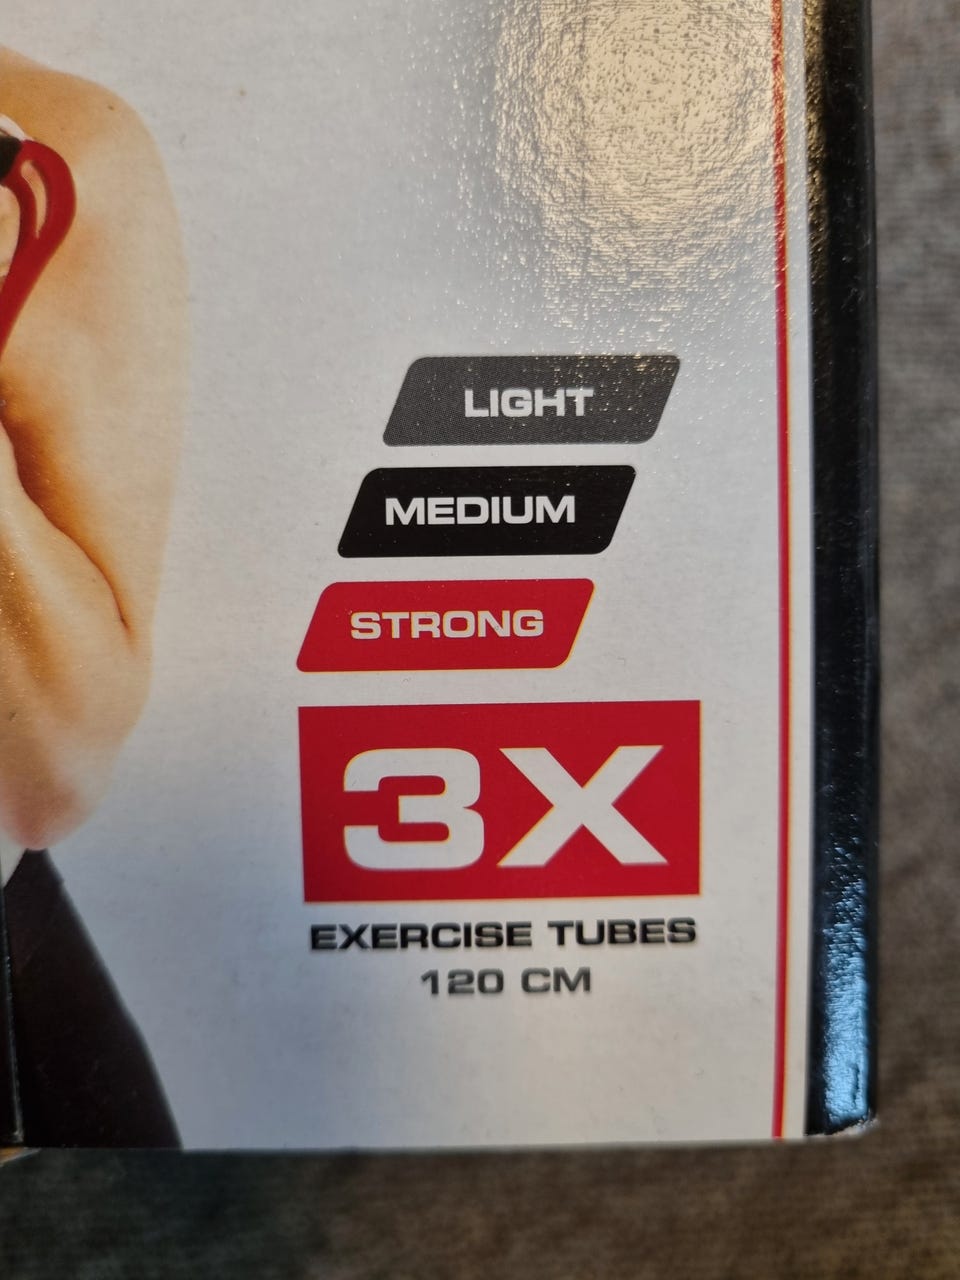 LIGHT
MEDIUM
STRONG
3X
EXERCISE TUBES
120 CM